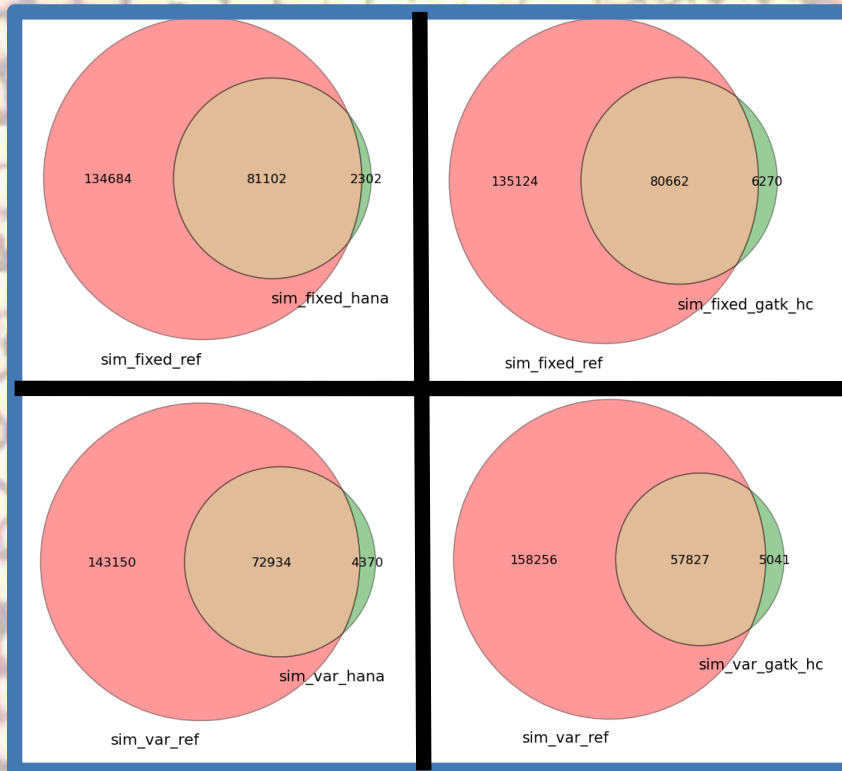 134684
81102
2302
sim_fixed_hana
sim_fixed_ref
135124
80662
6270
sim_fixed_gatk_hc
sim_fixed_ref
143150
72934
4370
sim_var_hana
sim_var_ref
158256
57827
5041
sim_var_gatk_hc
sim_var_ref